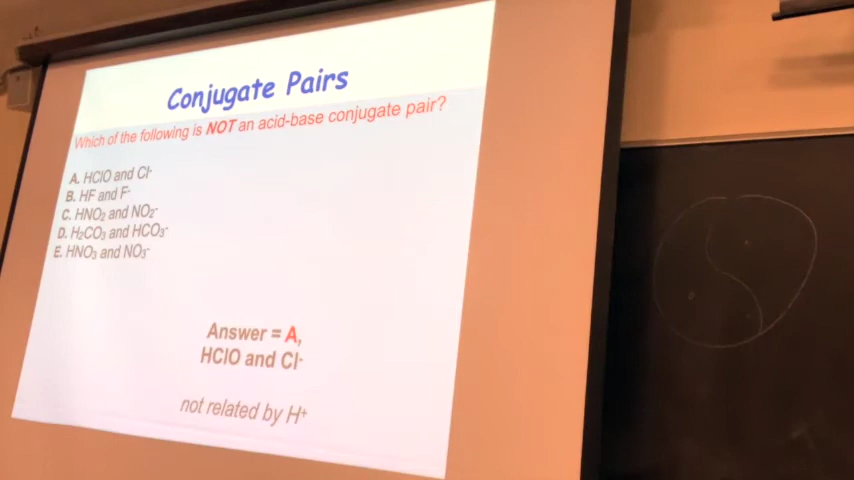 Conjugate Pairs
Which of the following is NOT an acid-base conjugate pair?
A. HClO and Cl-
B. HF and F-
C. HNO2 and NO2-
D. H2CO3 and HCO3-
E. HNO3 and NO3-
Answer = A,
HClO and Cl-
not related by H+